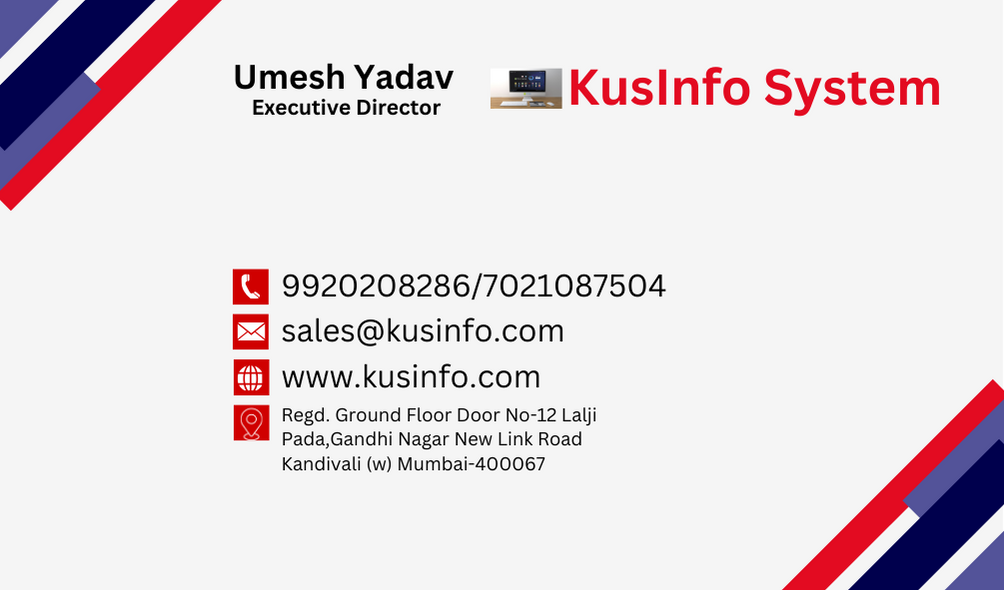 Umesh Yadav
Executive Director
KusInfo System
9920208286/7021087504
sales@kusinfo.com
www.kusinfo.com
Regd. Ground Floor Door No-12 Lalji
Pada,Gandhi Nagar New Link Road
Kandivali (w) Mumbai-400067